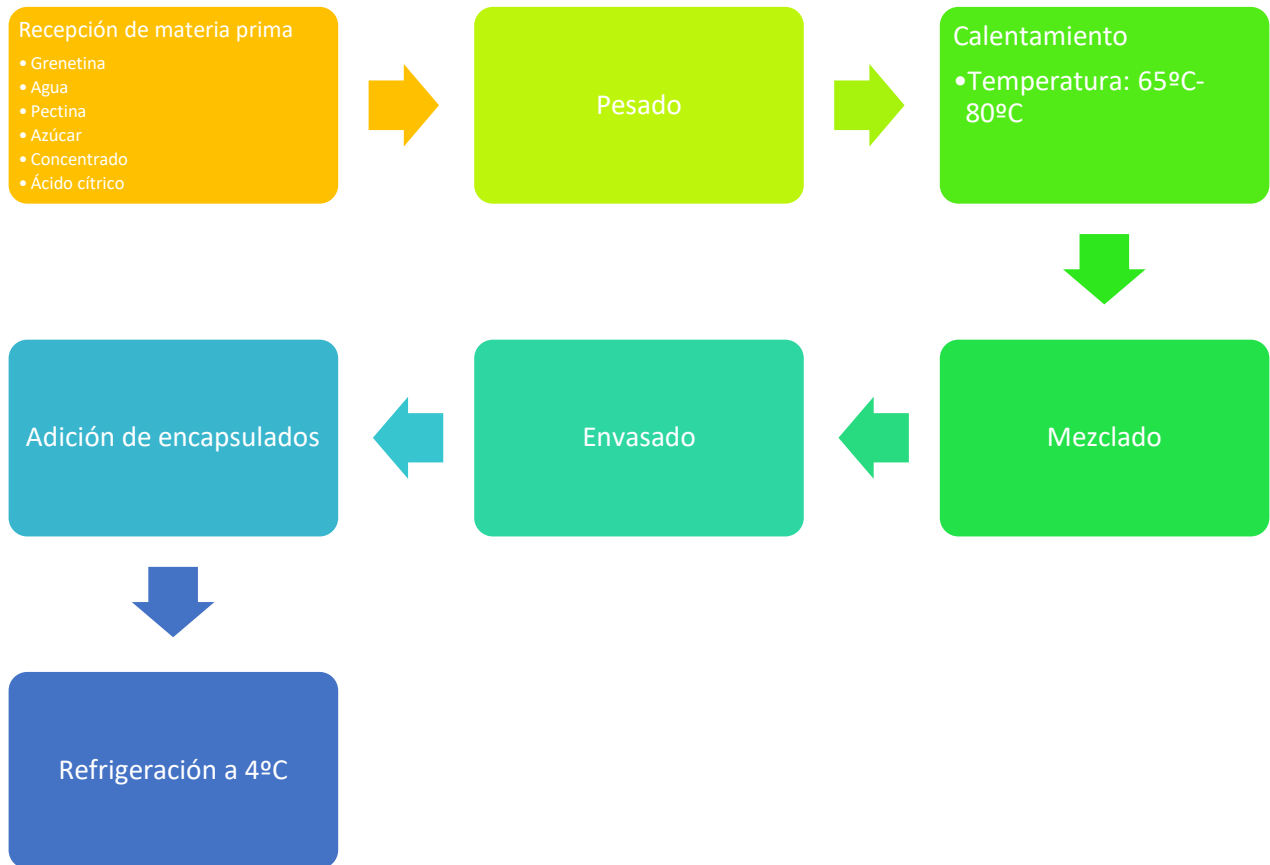 Recepción de materia prima
• Grenetina
• Agua
• Pectina
• Azúcar
• Concentrado
• Ácido cítrico
Pesado
Calentamiento
•Temperatura: 65ºC-
80ºC
Mezclado
Envasado
Adición de encapsulados
Refrigeración a 4ºC